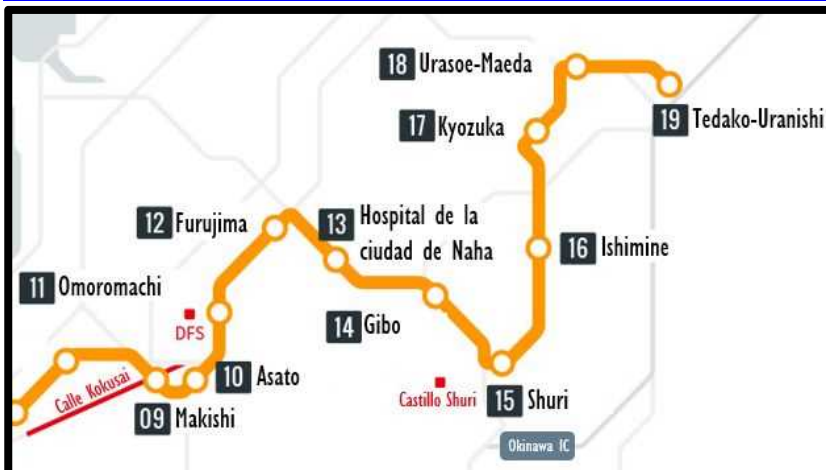 18 Urasoe-Maeda
17 Kyozuka
19 Tedako-Uranishi
12 Furujima
13 Hospital de la
ciudad de Naha
16 Ishimine
11 Omoromachi
DFS
14 Gibo
10 Asato
Calle Kokusai
09 Makishi
Castillo Shuri
15 Shuri
Okinawa IC